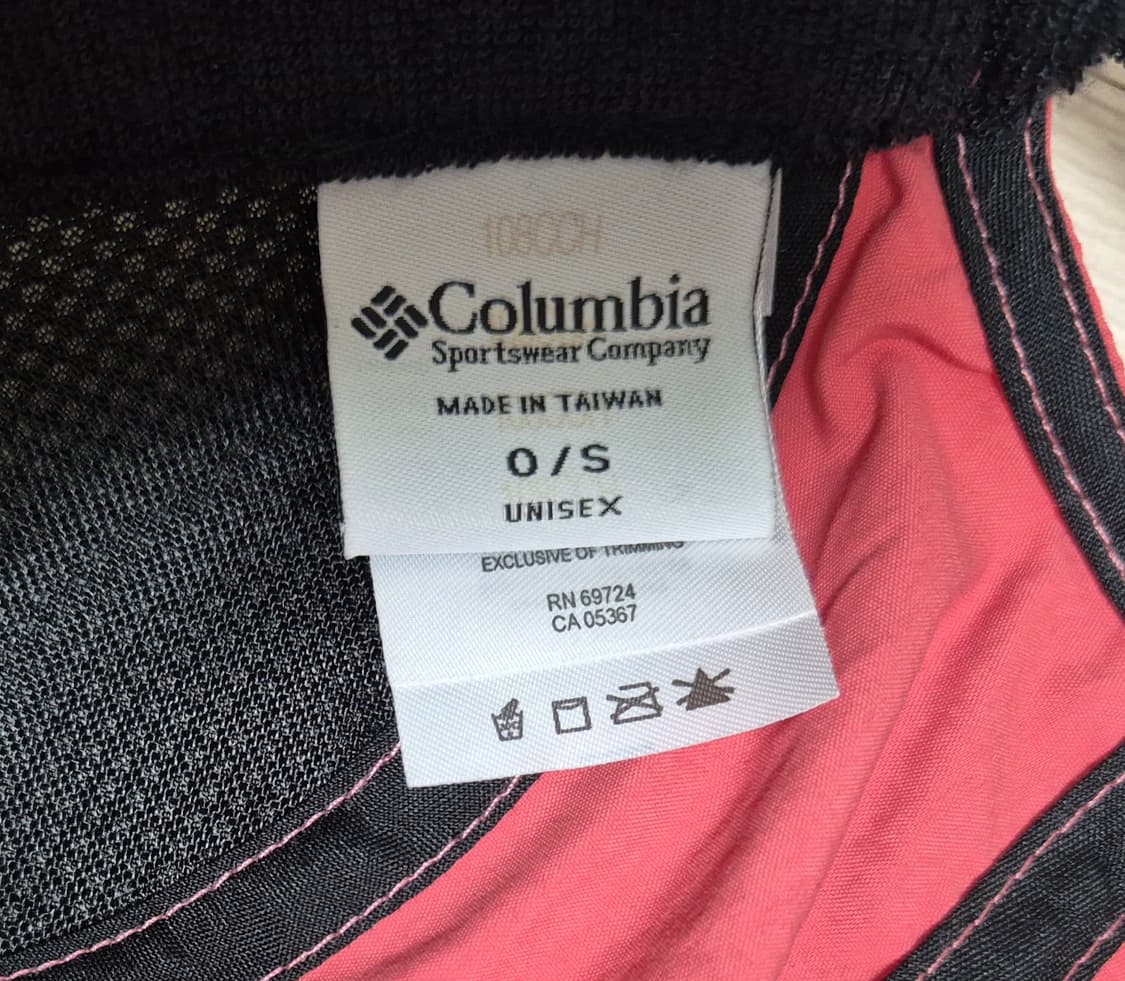 Columbia
Sportswear Company
MADE IN TAIWAN
O/S
UNISEX
EXCLUSIVE OF TRIMMING
RN 69724
CA 05367